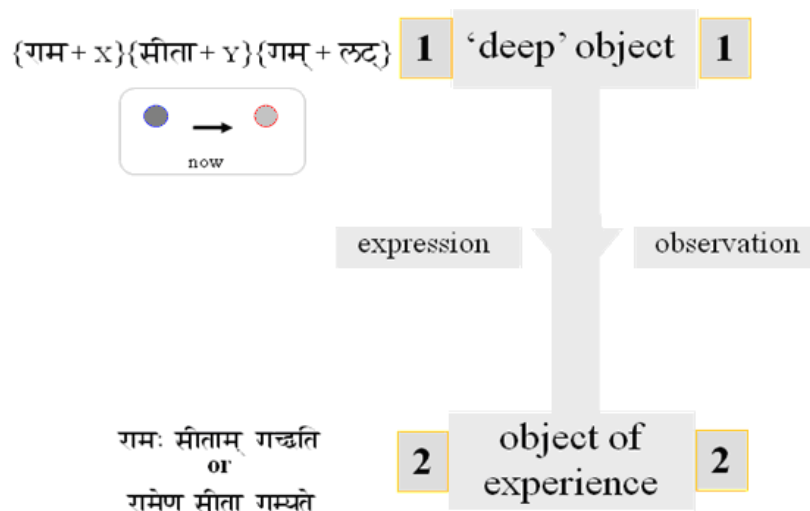 {राम + X}{सीता + Y}{गम् + लट्} 1 ‘deep’ object 1
now
expression observation
रामः सीताम् गच्छति
or
रामेण सीता गम्यते
2 object of 2
experience